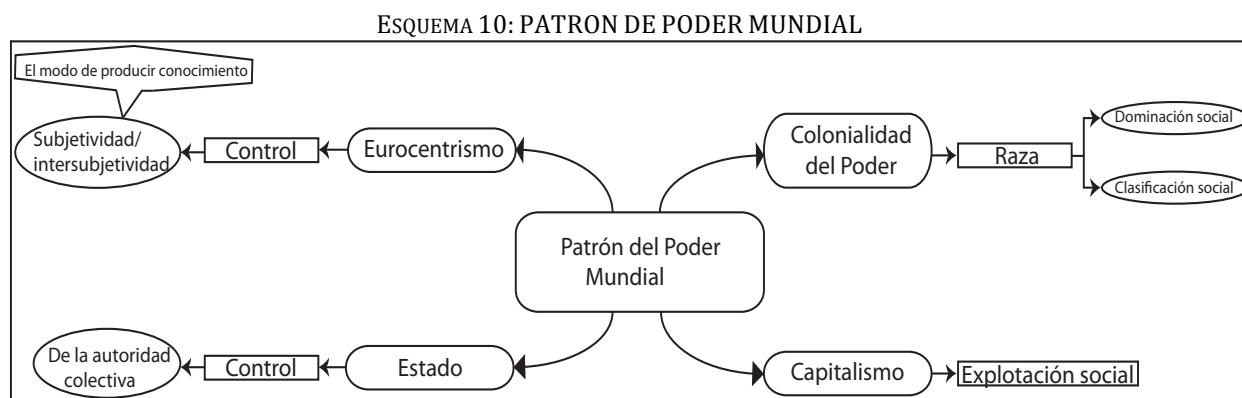 ESQUEMA 10: PATRON DE PODER MUNDIAL
El modo de producir conocimiento
Subjetividad/
intersubjetividad
Control
Eurocentrismo
Colonialidad
del Poder
Raza
Dominación social
Clasificación social
Patrón del Poder
Mundial
De la autoridad
colectiva
Control
Estado
Capitalismo
Explotación social